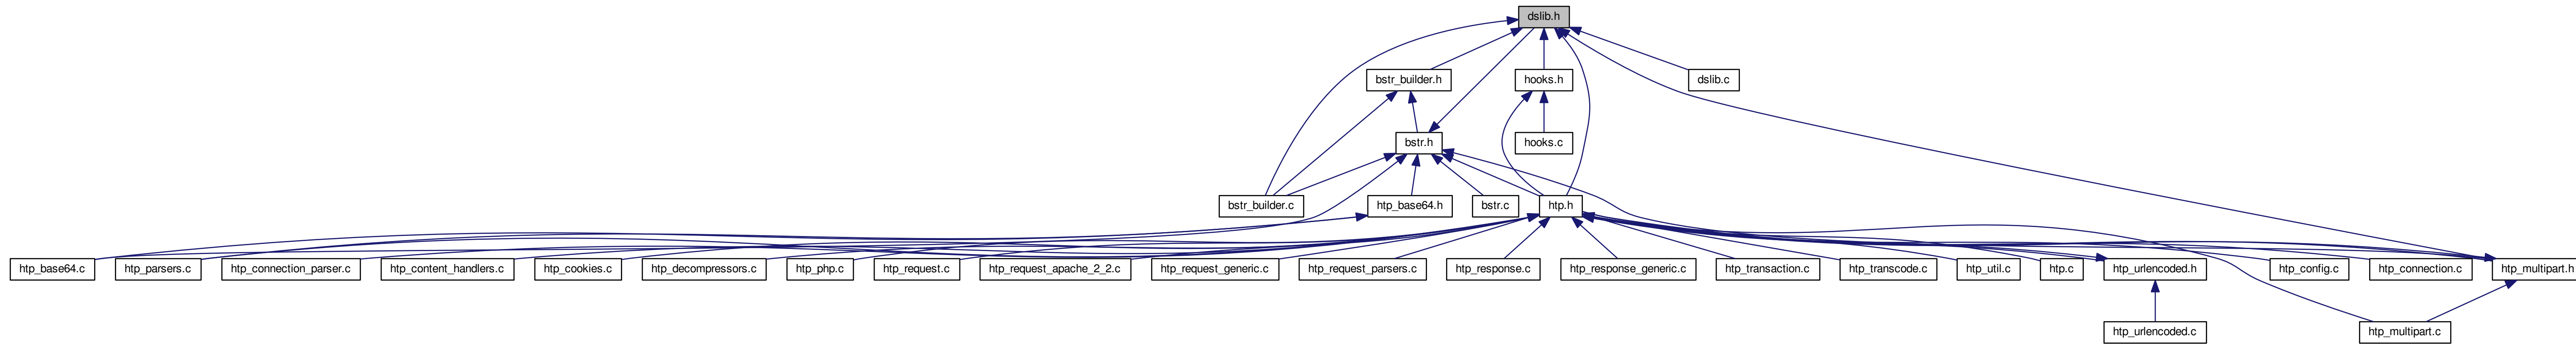 dslib.h
bstr_builder.h
hooks.h
dslib.c
bstr.h
hooks.c
bstr_builder.c
htp_base64.h
bstr.c
htp.h
htp_base64.c
htp_parsers.c
htp_connection_parser.c
htp_content_handlers.c
htp_cookies.c
htp_decompressors.c
htp_php.c
htp_request.c
htp_request_apache_2_2.c
htp_request_generic.c
htp_request_parsers.c
htp_response.c
htp_response_generic.c
htp_transaction.c
htp_transcode.c
htp_util.c
htp.c
htp_urlencoded.h
htp_config.c
htp_connection.c
htp_multipart.h
htp_urlencoded.c
htp_multipart.c